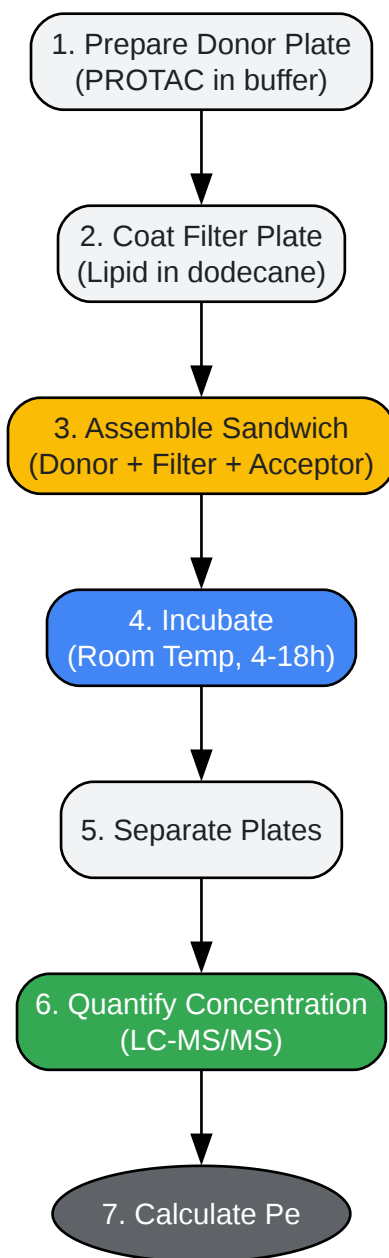 1. Prepare Donor Plate
(PROTAC in buffer)
2. Coat Filter Plate
(Lipid in dodecane)
3. Assemble Sandwich
(Donor + Filter + Acceptor)
4. Incubate
(Room Temp, 4-18h)
5. Separate Plates
6. Quantify Concentration
(LC-MS/MS)
7. Calculate Pe